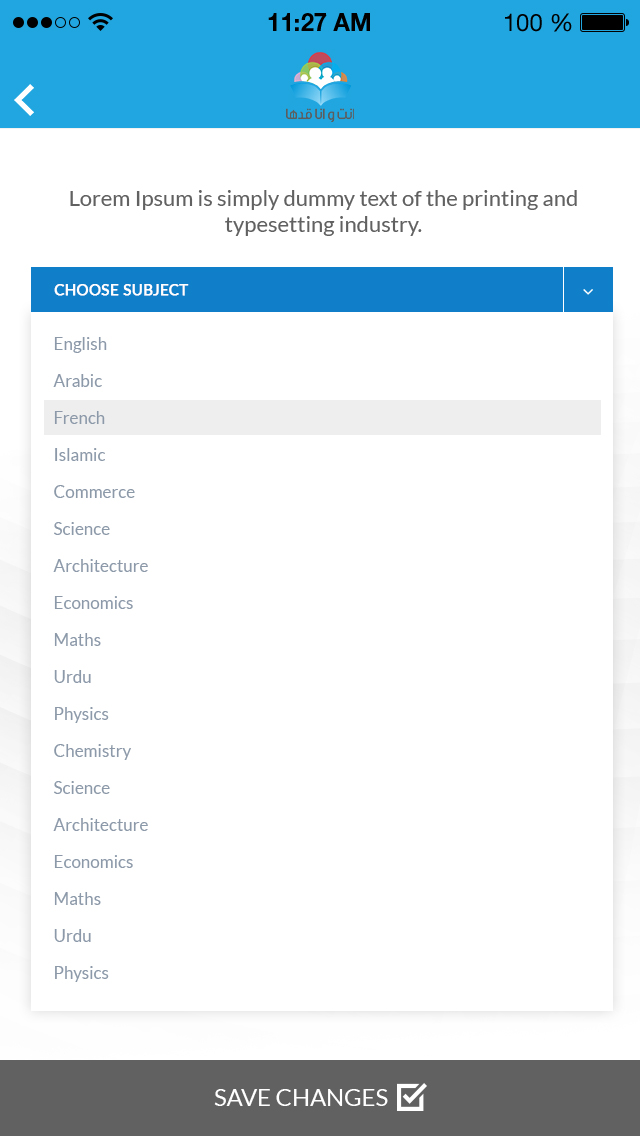 11:27 AM
100 %
انت و انا قدها
Lorem Ipsum is simply dummy text of the printing and
typesetting industry.
CHOOSE SUBJECT
English
Arabic
French
Islamic
Commerce
Science
Architecture
Economics
Maths
Urdu
Physics
Chemistry
Science
Architecture
Economics
Maths
Urdu
Physics
SAVE CHANGES